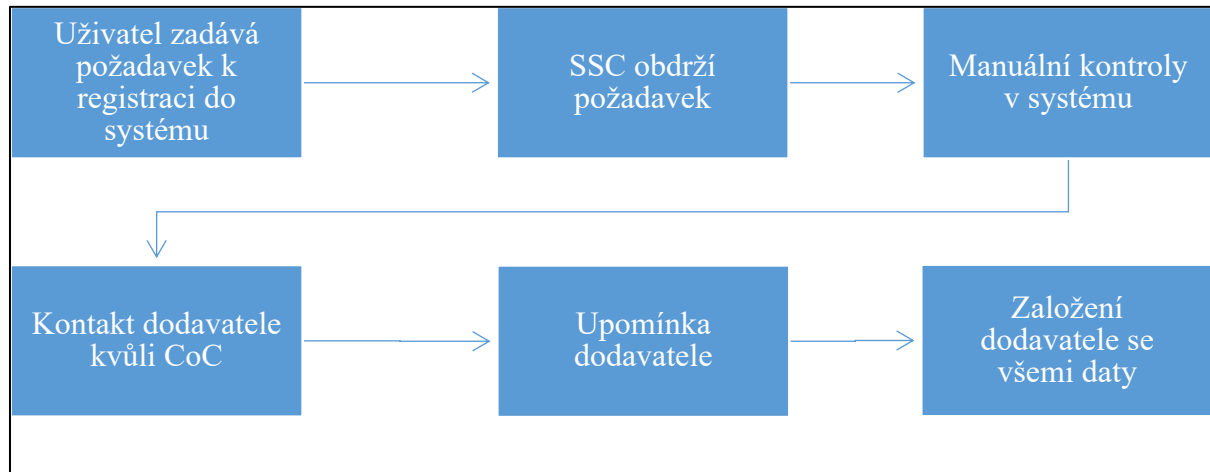 Uživatel zadává
požadavek k
registraci do
systému
SSC obdrží
požadavek
Manuální kontroly
v systému
Kontakt dodavatele
kvůli CoC
Upomínka
dodavatele
Založení
dodavatele se
všemi daty